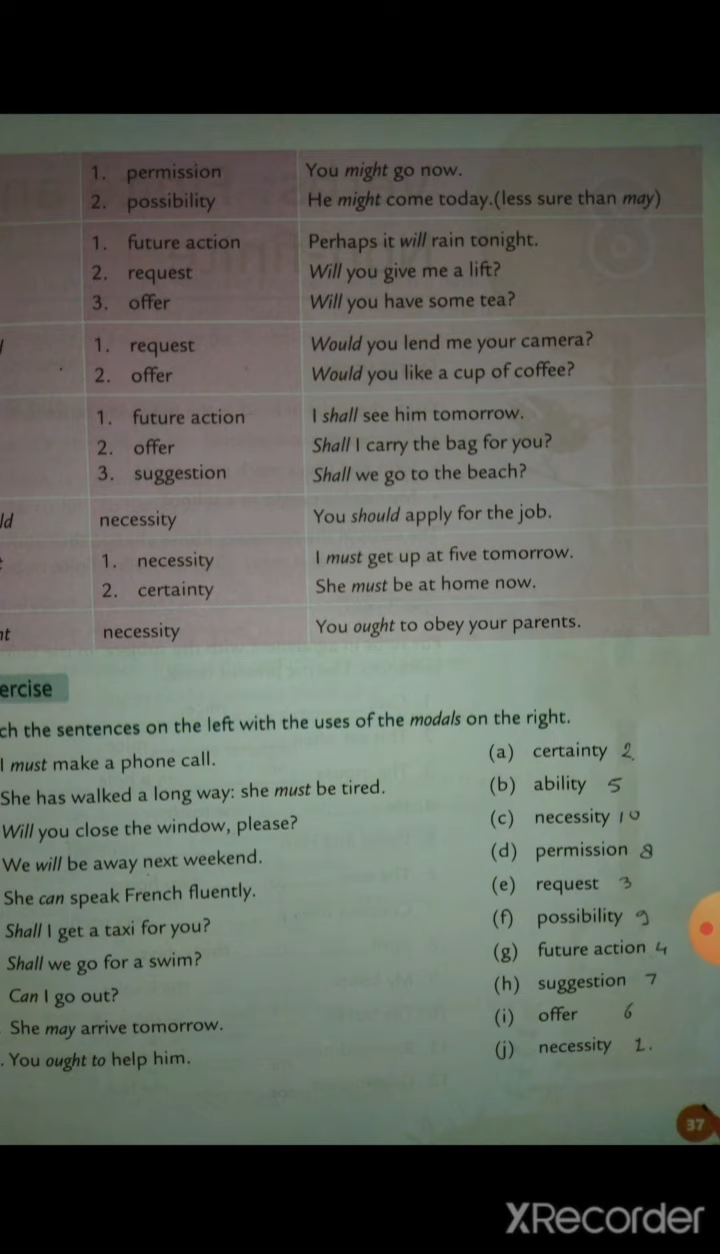 1. permission You might go now.
2. possibility He might come today.(less sure than may)
1. future action Perhaps it will rain tonight.
2. request Will you give me a lift?
3. offer Will you have some tea?
1. request Would you lend me your camera?
2. offer Would you like a cup of coffee?
1. future action I shall see him tomorrow.
2. offer Shall I carry the bag for you?
3. suggestion Shall we go to the beach?
ld necessity You should apply for the job.
1. necessity I must get up at five tomorrow.
2. certainty She must be at home now.
nt necessity You ought to obey your parents.
ercise
ch the sentences on the left with the uses of the modals on the right.
I must make a phone call. (a) certainty 2
She has walked a long way: she must be tired. (b) ability 5
Will you close the window, please? (c) necessity 10
We will be away next weekend. (d) permission 8
She can speak French fluently. (e) request 3
Shall I get a taxi for you? (f) possibility 9
Shall we go for a swim? (g) future action 4
Can I go out? (h) suggestion 7
She may arrive tomorrow. (i) offer 6
. You ought to help him. (j) necessity 1.
37
XRecorder